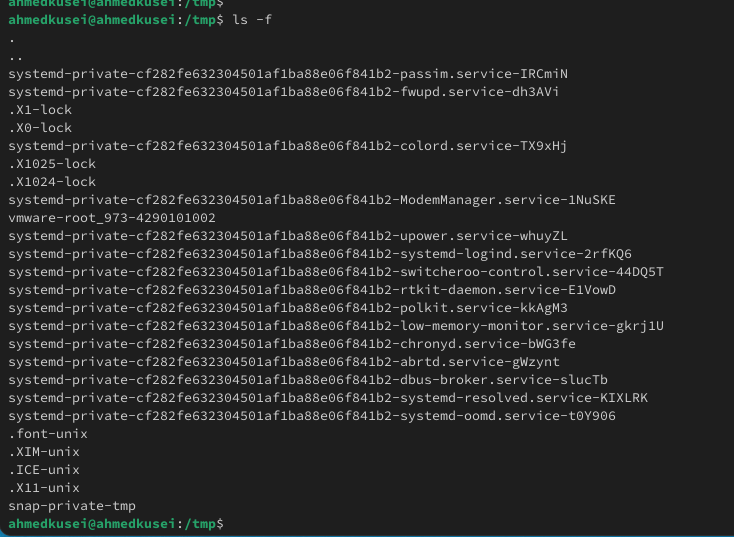 ahmedkusei@ahmedkusei:/tmp$
ahmedkusei@ahmedkusei:/tmp$ ls -f
.
..
systemd-private-cf282fe632304501af1ba88e06f841b2-passim.service-IRCmiN
systemd-private-cf282fe632304501af1ba88e06f841b2-fwupd.service-dh3AVi
.X1-lock
.X0-lock
systemd-private-cf282fe632304501af1ba88e06f841b2-colord.service-TX9xHj
.X1025-lock
.X1024-lock
systemd-private-cf282fe632304501af1ba88e06f841b2-ModemManager.service-1NuSKE
vmware-root_973-4290101002
systemd-private-cf282fe632304501af1ba88e06f841b2-upower.service-whuyZL
systemd-private-cf282fe632304501af1ba88e06f841b2-systemd-logind.service-2rfKQ6
systemd-private-cf282fe632304501af1ba88e06f841b2-switcheroo-control.service-44DQ5T
systemd-private-cf282fe632304501af1ba88e06f841b2-rtkit-daemon.service-E1VowD
systemd-private-cf282fe632304501af1ba88e06f841b2-polkit.service-kkAgM3
systemd-private-cf282fe632304501af1ba88e06f841b2-low-memory-monitor.service-gkrj1U
systemd-private-cf282fe632304501af1ba88e06f841b2-chronyd.service-bWG3fe
systemd-private-cf282fe632304501af1ba88e06f841b2-abrtd.service-gWzynt
systemd-private-cf282fe632304501af1ba88e06f841b2-dbus-broker.service-slucTb
systemd-private-cf282fe632304501af1ba88e06f841b2-systemd-resolved.service-KIXLRK
systemd-private-cf282fe632304501af1ba88e06f841b2-systemd-oomd.service-t0Y906
.font-unix
.XIM-unix
.ICE-unix
.X11-unix
snap-private-tmp
ahmedkusei@ahmedkusei:/tmp$